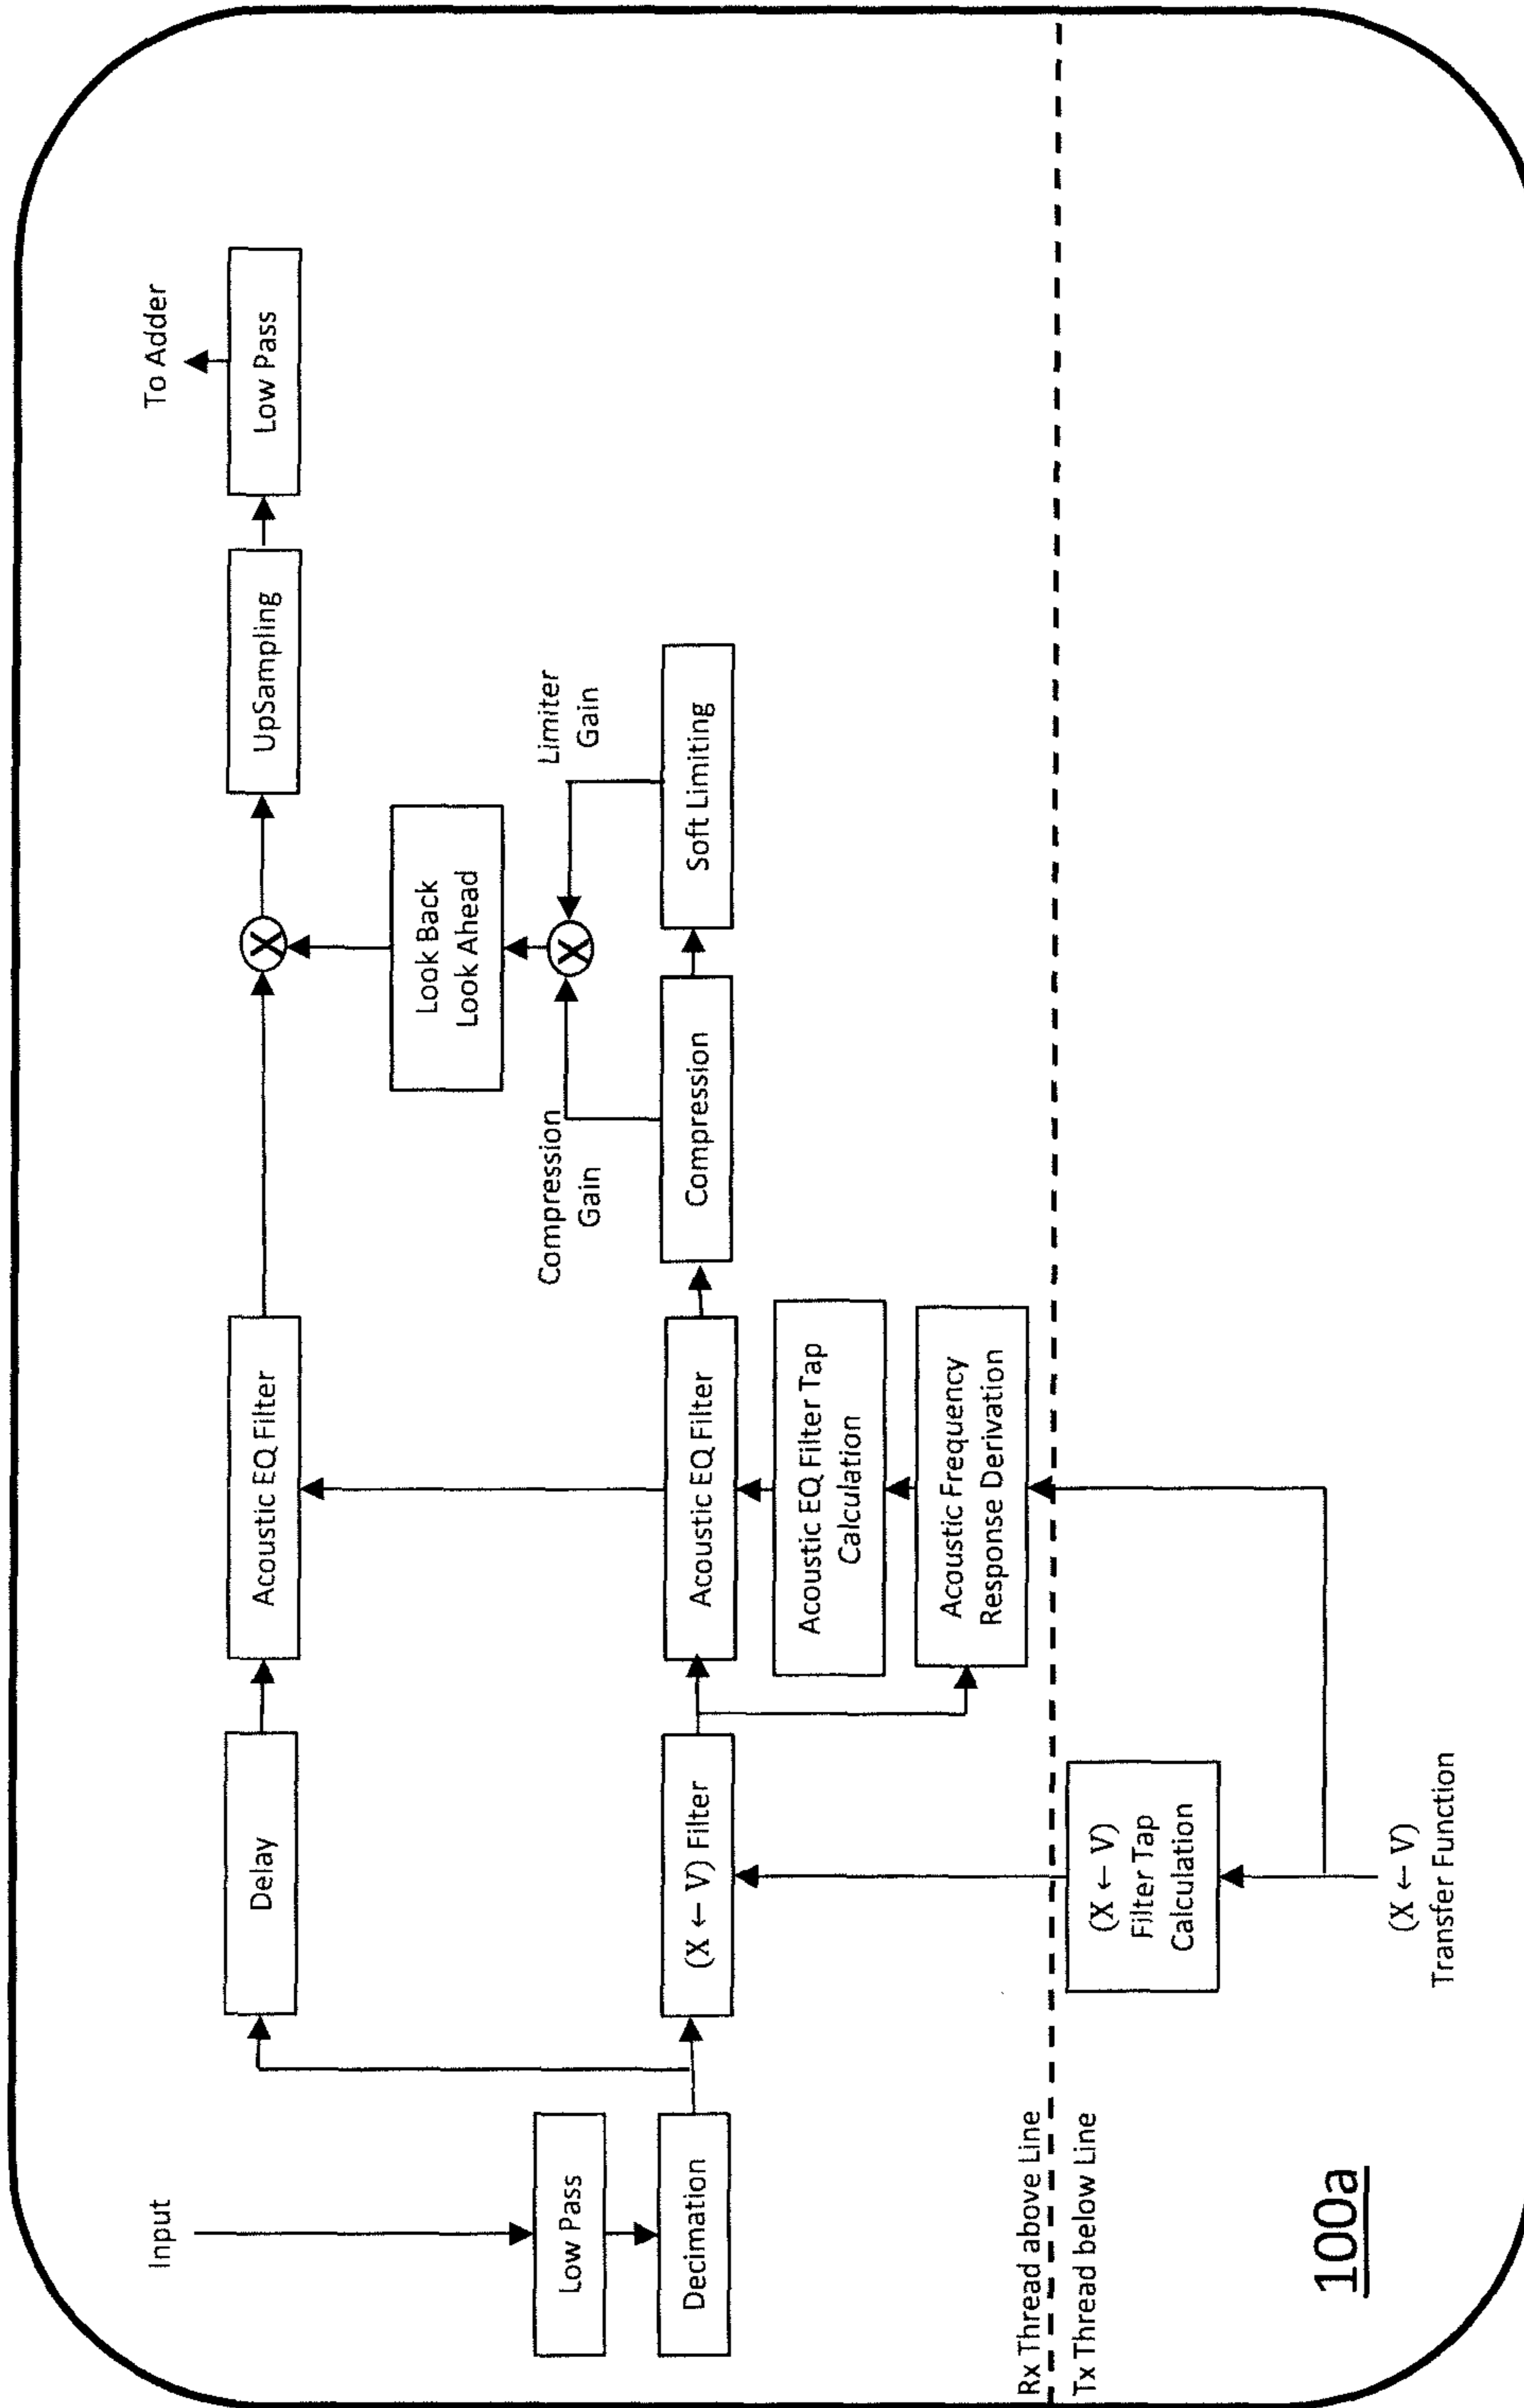 Input
Low Pass
Decimation
Delay
(X ← V) Filter
Acoustic EQ Filter
Acoustic EQ Filter
Acoustic EQ Filter Tap
Calculation
Acoustic Frequency
Response Derivation
Compression
Gain
Compression
Limiter
Gain
Soft Limiting
X
Look Back
Look Ahead
X
UpSampling
Low Pass
To Adder
Rx Thread above Line
Tx Thread below Line
(X ← V)
Filter Tap
Calculation
(X ← V)
Transfer Function
100a